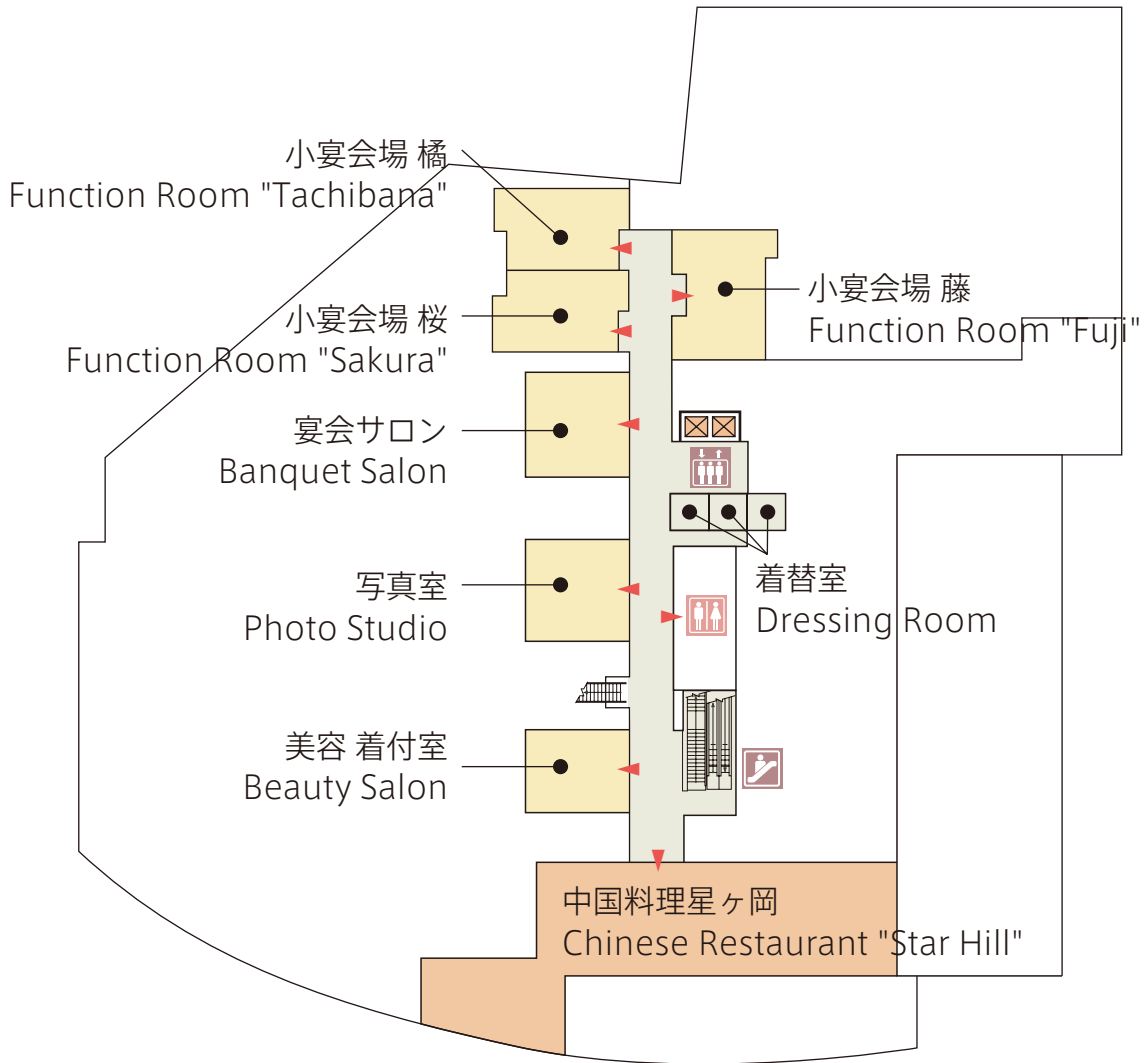 小宴会場 橘
Function Room "Tachibana"
小宴会場 藤
Function Room "Fuji"
小宴会場 桜
Function Room "Sakura"
宴会サロン
Banquet Salon
写真室
Photo Studio
着替室
Dressing Room
美容 着付室
Beauty Salon
中国料理星ヶ岡
Chinese Restaurant "Star Hill"